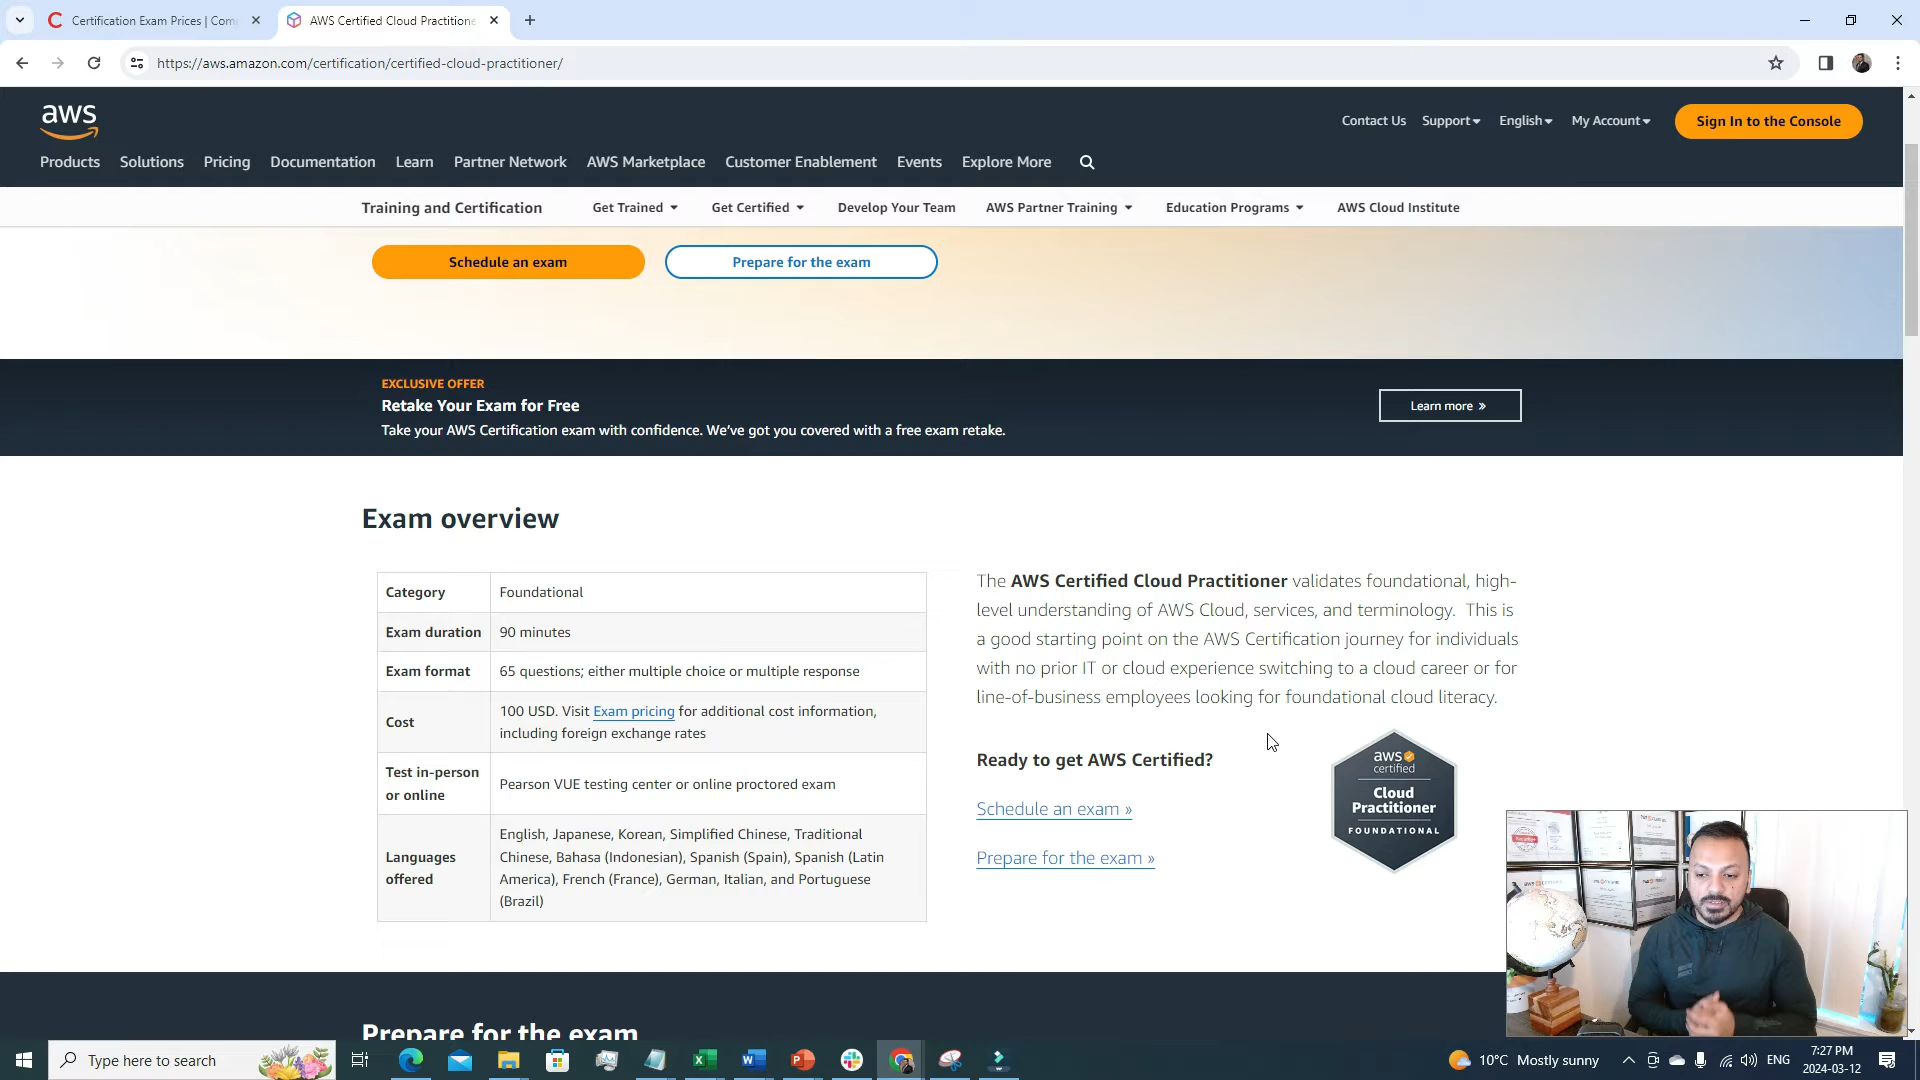 Certification Exam Prices | Com
AWS Certified Cloud Practitione
https://aws.amazon.com/certification/certified-cloud-practitioner/
aws
Contact Us
Support
English
My Account
Sign In to the Console
Products
Solutions
Pricing
Documentation
Learn
Partner Network
AWS Marketplace
Customer Enablement
Events
Explore More
Training and Certification
Get Trained
Get Certified
Develop Your Team
AWS Partner Training
Education Programs
AWS Cloud Institute
Schedule an exam
Prepare for the exam
EXCLUSIVE OFFER
Retake Your Exam for Free
Take your AWS Certification exam with confidence. We've got you covered with a free exam retake.
Learn more »
Exam overview
Category
Foundational
Exam duration
90 minutes
Exam format
65 questions; either multiple choice or multiple response
Cost
100 USD. Visit Exam pricing for additional cost information,
including foreign exchange rates
Test in-person
or online
Pearson VUE testing center or online proctored exam
Languages
offered
English, Japanese, Korean, Simplified Chinese, Traditional
Chinese, Bahasa (Indonesian), Spanish (Spain), Spanish (Latin
America), French (France), German, Italian, and Portuguese
(Brazil)
The AWS Certified Cloud Practitioner validates foundational, high-
level understanding of AWS Cloud, services, and terminology. This is
a good starting point on the AWS Certification journey for individuals
with no prior IT or cloud experience switching to a cloud career or for
line-of-business employees looking for foundational cloud literacy.
Ready to get AWS Certified?
Schedule an exam »
Prepare for the exam »
aws
certified
Cloud
Practitioner
FOUNDATIONAL
Prepare for the exam
Type here to search
10°C Mostly sunny
ENG
7:27 PM
2024-03-12